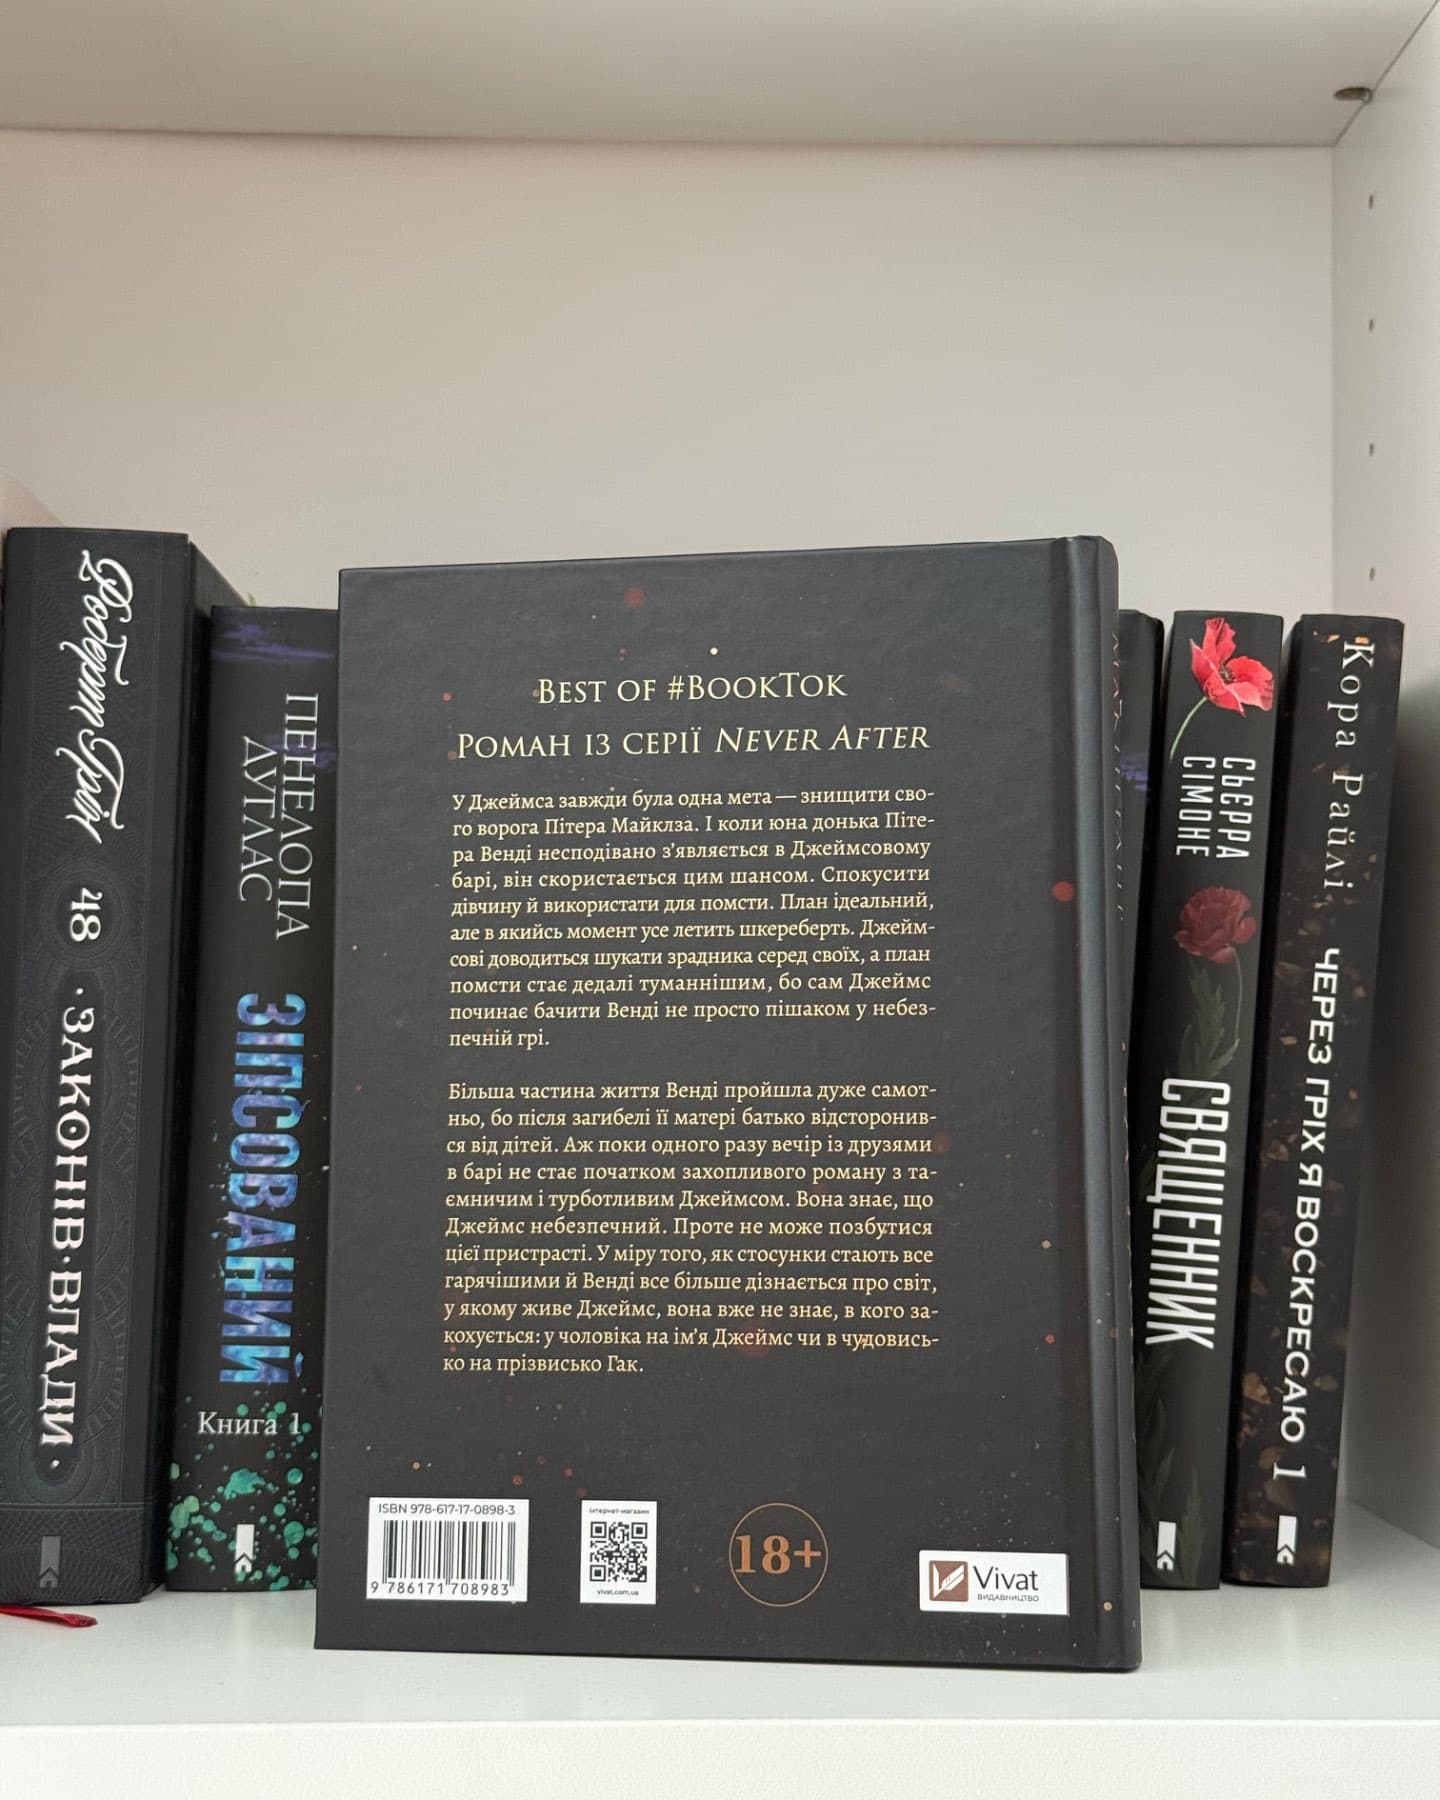 Роберт Грін
48 · ЗАКОНІВ · ВЛАДИ ·
ПЕНЕЛОПА
ДУГЛАС
ЗІПСОВАНИЙ
Книга 1
BEST OF #BOOKTOK
РОМАН ІЗ СЕРІЇ NEVER AFTER
У Джеймса завжди була одна мета — знищити сво-
го ворога Пітера Майклза. І коли юна донька Піте-
ра Венді несподівано з’являється в Джеймсовому
барі, він скористається цим шансом. Спокусити
дівчину й використати для помсти. План ідеальний,
але в якийсь момент усе летить шкереберть. Джейм-
сові доводиться шукати зрадника серед своїх, а план
помсти стає дедалі туманнішим, бо сам Джеймс
починає бачити Венді не просто пішаком у небез-
печній грі.
Більша частина життя Венді пройшла дуже самот-
ньо, бо після загибелі її матері батько відсторонив-
ся від дітей. Аж поки одного разу вечір із друзями
в барі не стає початком захопливого роману з та-
ємничим і турботливим Джеймсом. Вона знає, що
Джеймс небезпечний. Проте не може позбутися
цієї пристрасті. У міру того, як стосунки стають все
гарячішими й Венді все більше дізнається про світ,
у якому живе Джеймс, вона вже не знає, в кого за-
кохується: у чоловіка на ім’я Джеймс чи в чудовись-
ко на прізвисько Гак.
ISBN 978-617-17-0898-3
9 786171 708983
інтернет-магазин
vivat.com.ua
18+
Vivat
ВИДАВНИЦТВО
СЬЄРРА
СІМОНЕ
СВЯЩЕННИК
Кора Райлі
ЧЕРЕЗ ГРІХ Я ВОСКРЕСАЮ 1